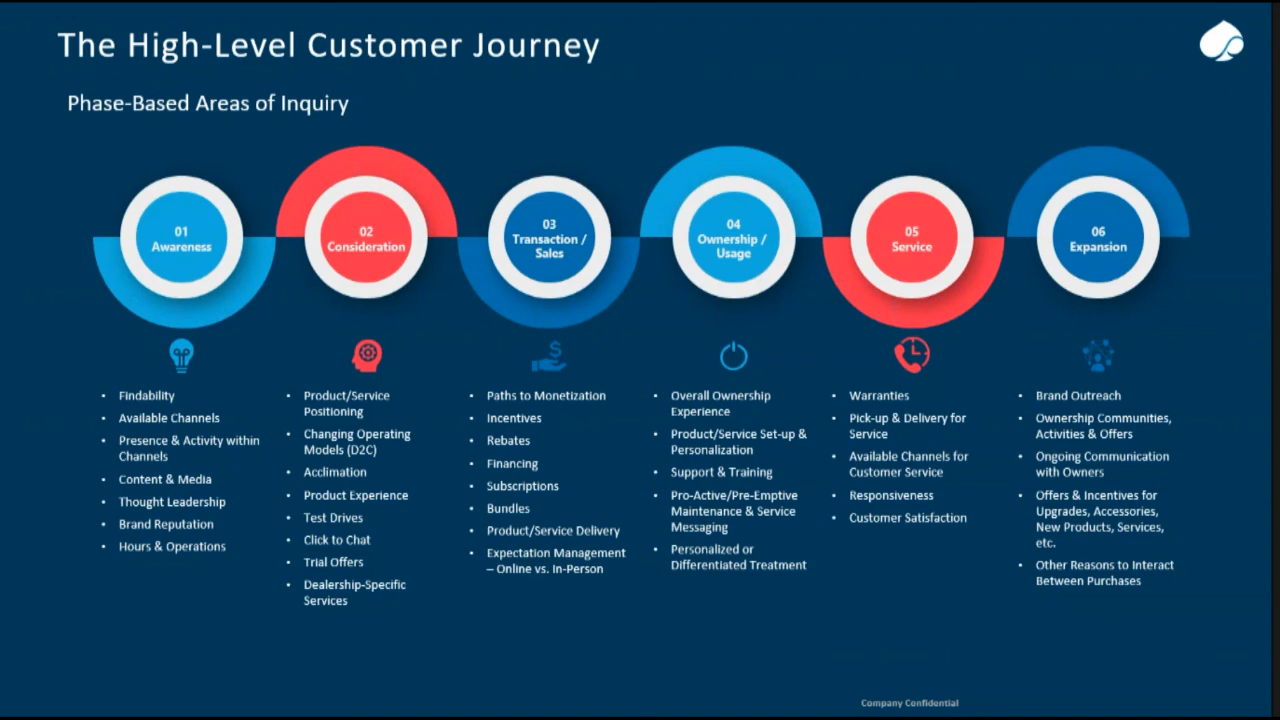 The High-Level Customer Journey
Phase-Based Areas of Inquiry
01
Awareness
02
Consideration
03
Transaction /
Sales
04
Ownership /
Usage
05
Service
06
Expansion
• Findability
• Available Channels
• Presence & Activity within
Channels
• Content & Media
• Thought Leadership
• Brand Reputation
• Hours & Operations
• Product/Service
Positioning
• Changing Operating
Models (D2C)
• Acclimation
• Product Experience
• Test Drives
• Click to Chat
• Trial Offers
• Dealership-Specific
Services
• Paths to Monetization
• Incentives
• Rebates
• Financing
• Subscriptions
• Bundles
• Product/Service Delivery
• Expectation Management
– Online vs. In-Person
• Overall Ownership
Experience
• Product/Service Set-up &
Personalization
• Support & Training
• Pro-Active/Pre-Emptive
Maintenance & Service
Messaging
• Personalized or
Differentiated Treatment
• Warranties
• Pick-up & Delivery for
Service
• Available Channels for
Customer Service
• Responsiveness
• Customer Satisfaction
• Brand Outreach
• Ownership Communities,
Activities & Offers
• Ongoing Communication
with Owners
• Offers & Incentives for
Upgrades, Accessories,
New Products, Services,
etc.
• Other Reasons to Interact
Between Purchases
Company Confidential